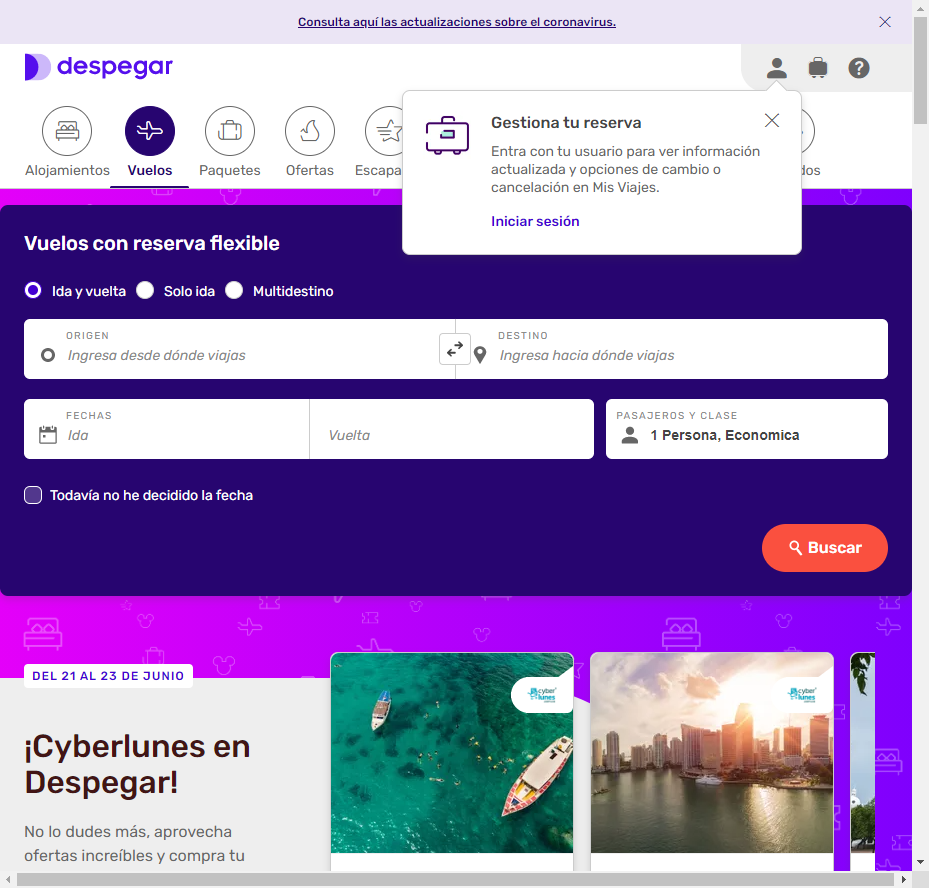 Consulta aquí las actualizaciones sobre el coronavirus.
despegar
Alojamientos
Vuelos
Paquetes
Ofertas
Escapa
dos
Gestiona tu reserva
Entra con tu usuario para ver información
actualizada y opciones de cambio o
cancelación en Mis Viajes.
Iniciar sesión
Vuelos con reserva flexible
Ida y vuelta
Solo ida
Multidestino
ORIGEN
Ingresa desde dónde viajas
DESTINO
Ingresa hacia dónde viajas
FECHAS
Ida
Vuelta
PASAJEROS Y CLASE
1 Persona, Economica
Todavía no he decidido la fecha
Buscar
DEL 21 AL 23 DE JUNIO
¡Cyberlunes en
Despegar!
No lo dudes más, aprovecha
ofertas increíbles y compra tu
cyber
lunes
cyber
lunes